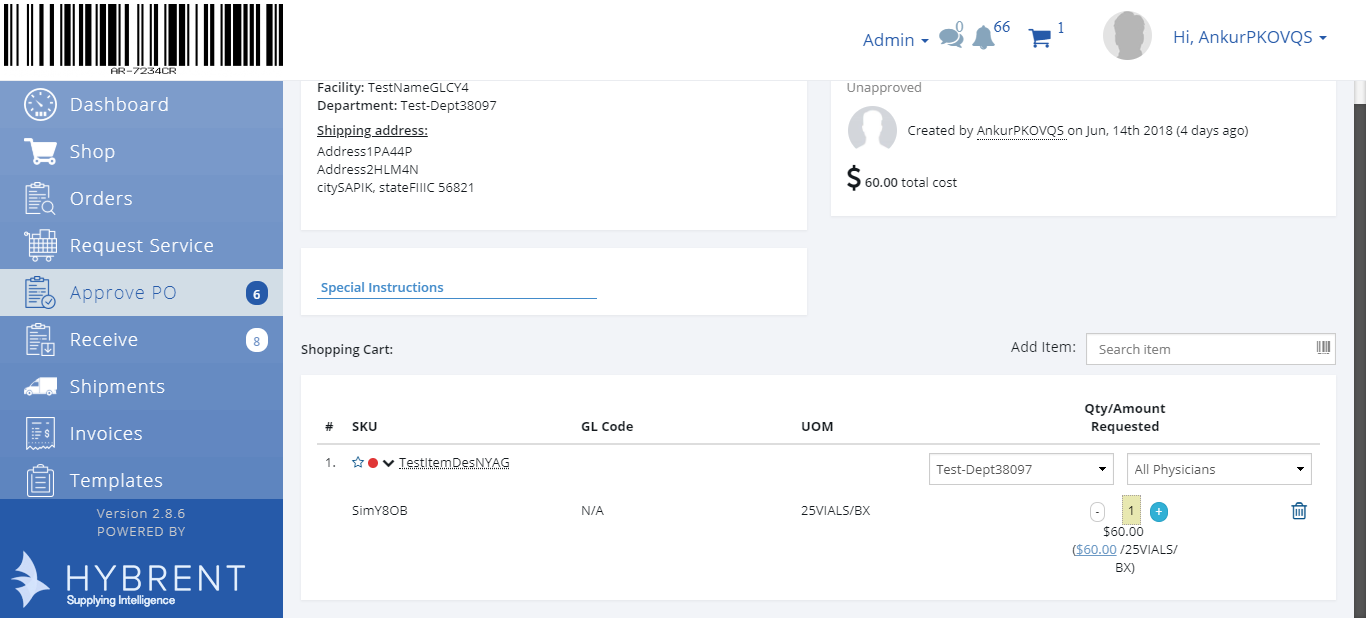 AR-7234CR
Admin
0
66
1
Hi, AnkurPKOVQS
Dashboard
Shop
Orders
Request Service
Approve PO 6
Receive 8
Shipments
Invoices
Templates
Version 2.8.6
POWERED BY
HYBRENT
Supplying Intelligence
Facility: TestNameGLCY4
Department: Test-Dept38097
Shipping address:
Address1PA44P
Address2HLM4N
citySAPIK, stateFIIIC 56821
Unapproved
Created by AnkurPKOVQS on Jun, 14th 2018 (4 days ago)
$ 60.00 total cost
Special Instructions
Shopping Cart:
Add Item: Search item
# SKU GL Code UOM Qty/Amount
Requested
1. TestItemDesNYAG Test-Dept38097 All Physicians
SimY8OB N/A 25VIALS/BX - 1 +
$60.00
($60.00 /25VIALS/
BX)